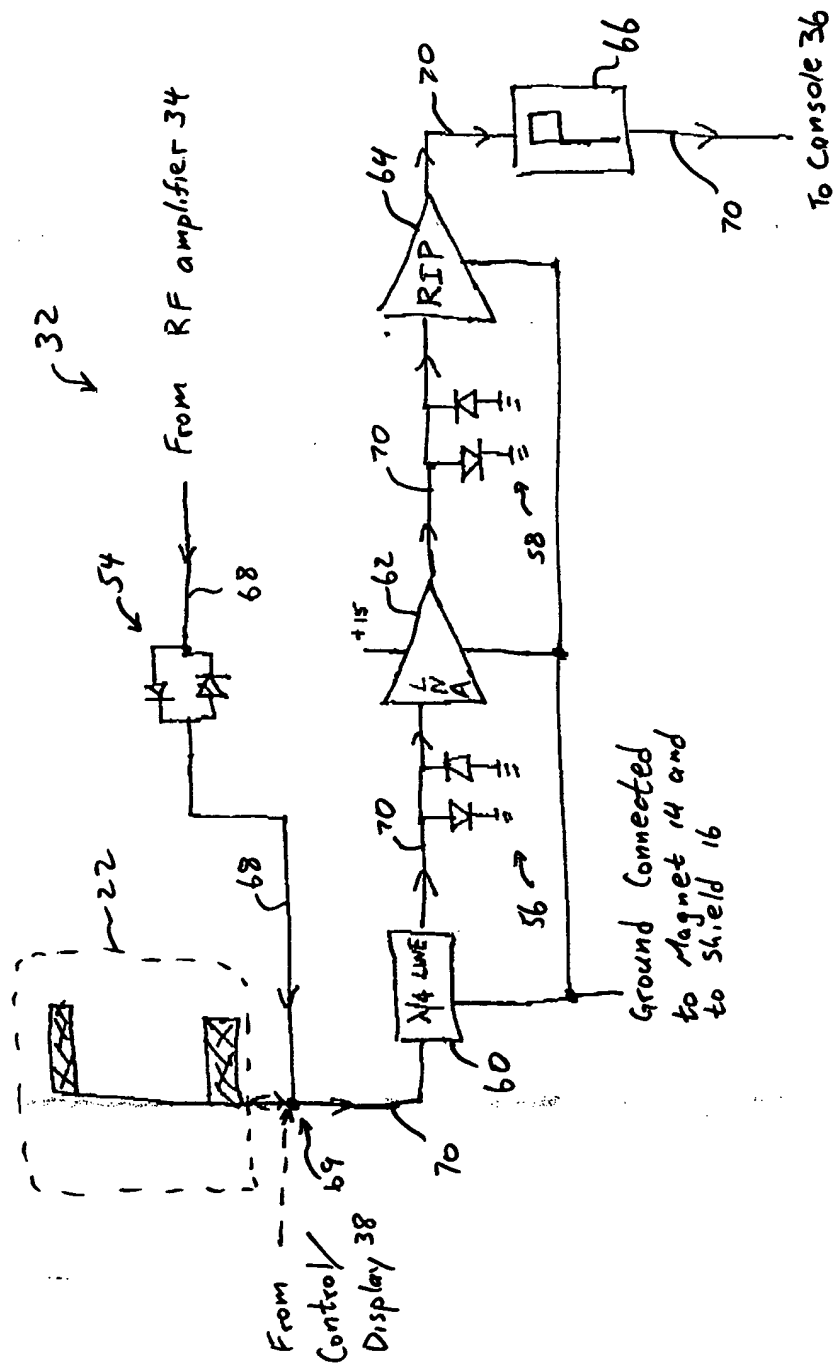 32
22
54
From RF amplifier 34
68
68
From
Control/
Display 38
69
70
λ/4 LINE
60
70
56
+15
LNA
62
70
58
RIP
64
70
66
70
To Console 36
Ground Connected
to Magnet 14 and
to Shield 16